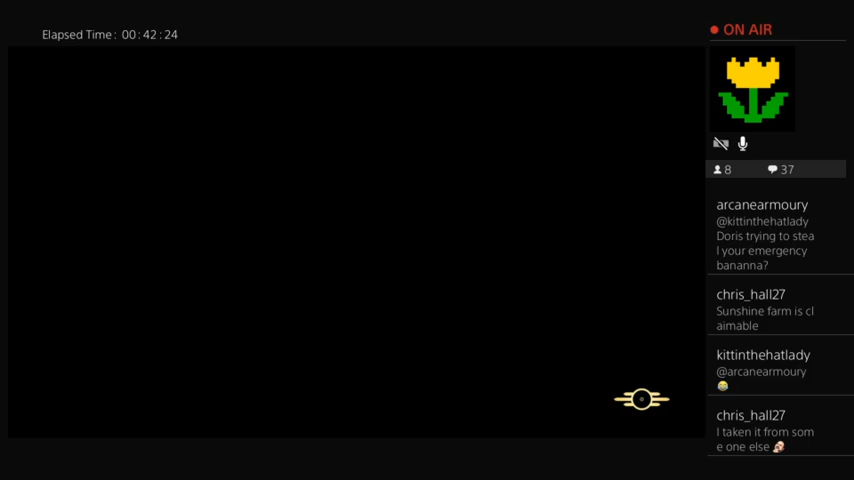 Elapsed Time: 00:42:24
ON AIR
8 37
arcanearmoury
@kittinthehatlady
Doris trying to stea
l your emergency
bananna?
chris_hall27
Sunshine farm is cl
aimable
kittinthehatlady
@arcanearmoury
😂
chris_hall27
I taken it from som
e one else